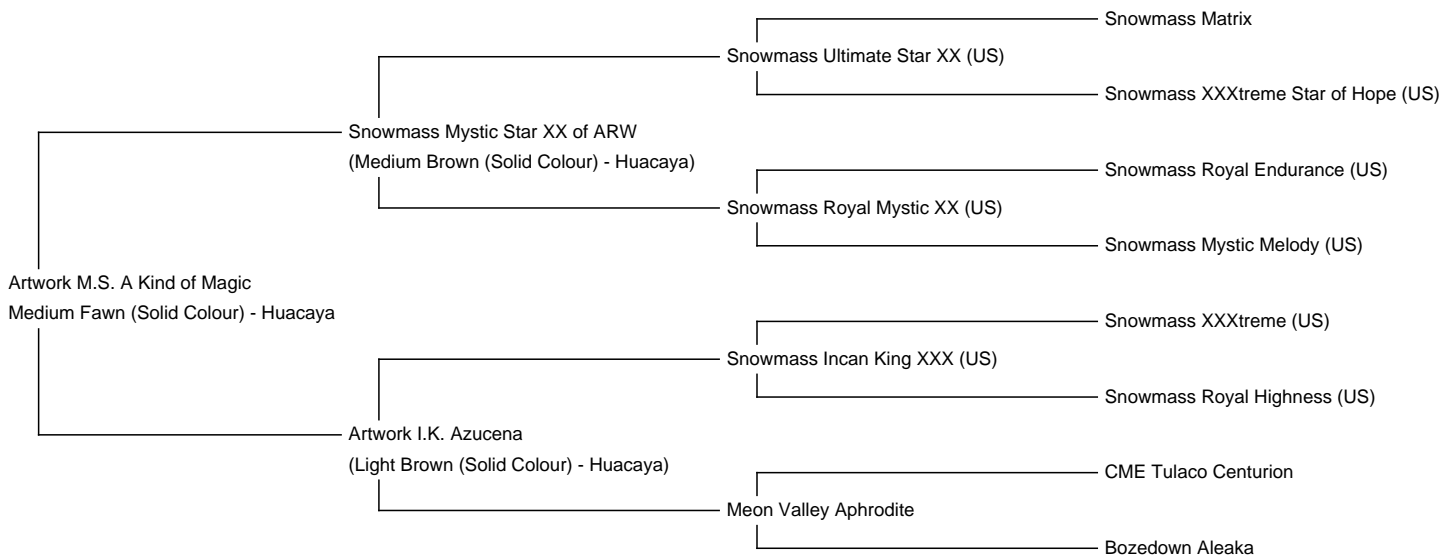 Snowmass Matrix
Snowmass Ultimate Star XX (US)
Snowmass XXXtreme Star of Hope (US)
Snowmass Mystic Star XX of ARW
(Medium Brown (Solid Colour) - Huacaya)
Snowmass Royal Endurance (US)
Snowmass Royal Mystic XX (US)
Snowmass Mystic Melody (US)
Artwork M.S. A Kind of Magic
Medium Fawn (Solid Colour) - Huacaya
Snowmass XXXtreme (US)
Snowmass Incan King XXX (US)
Snowmass Royal Highness (US)
Artwork I.K. Azucena
(Light Brown (Solid Colour) - Huacaya)
CME Tulaco Centurion
Meon Valley Aphrodite
Bozedown Aleaka